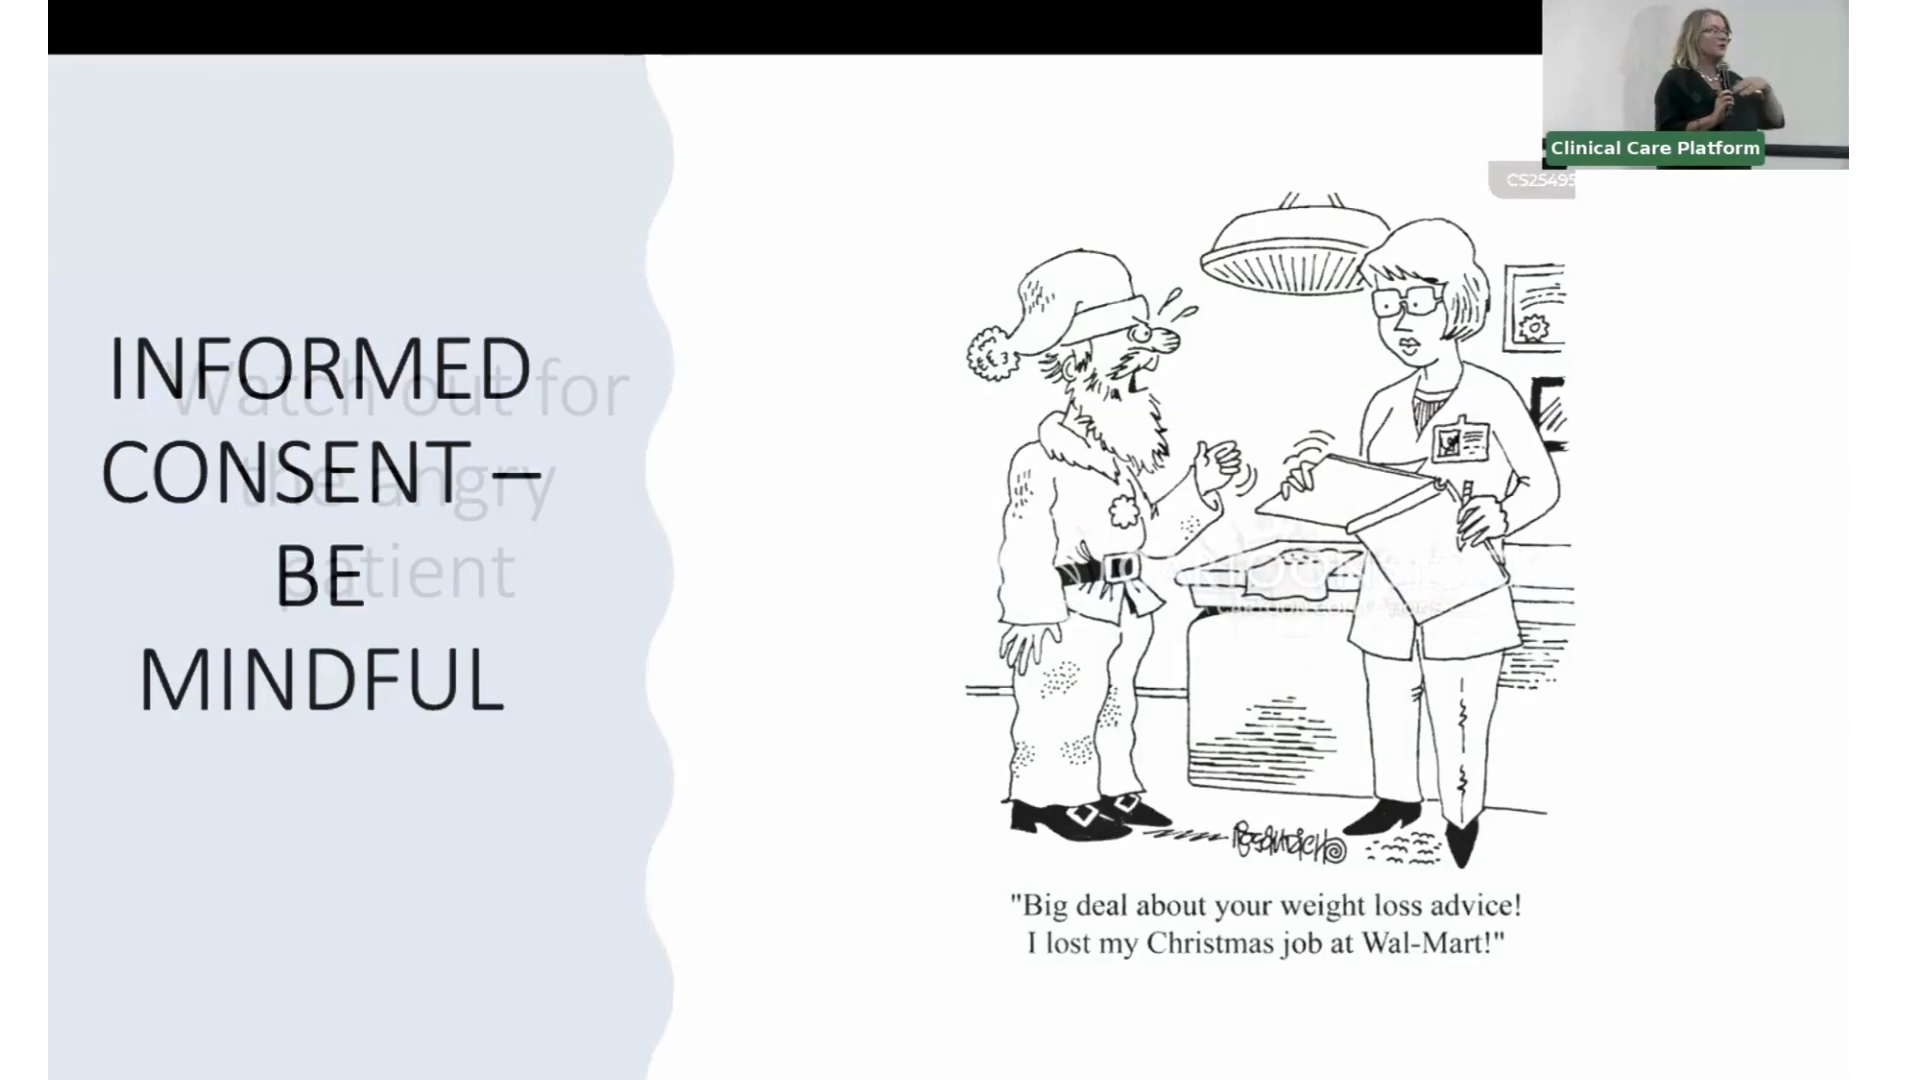 Clinical Care Platform
CS25495
INFORMED
CONSENT –
BE
MINDFUL
Watch out for
the angry
patient
"Big deal about your weight loss advice!
I lost my Christmas job at Wal-Mart!"